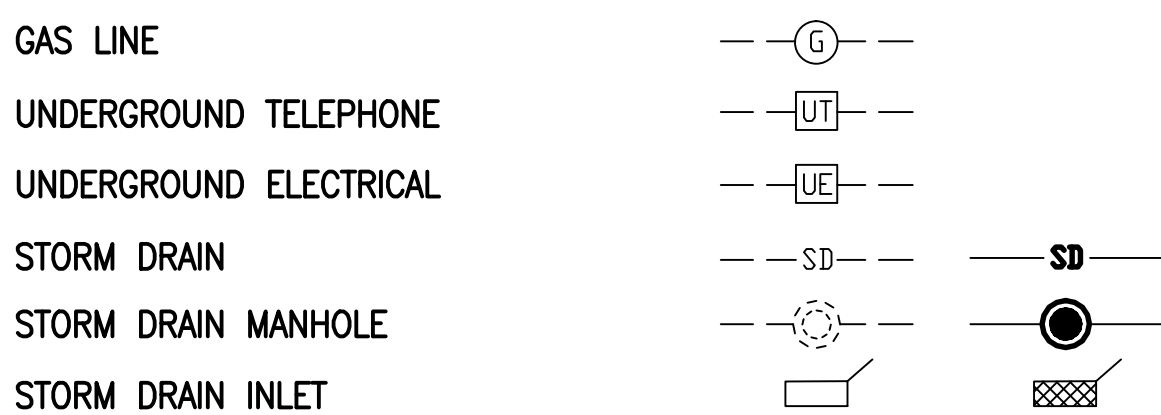 GAS LINE G
UNDERGROUND TELEPHONE UT
UNDERGROUND ELECTRICAL UE
STORM DRAIN SD SD
STORM DRAIN MANHOLE
STORM DRAIN INLET